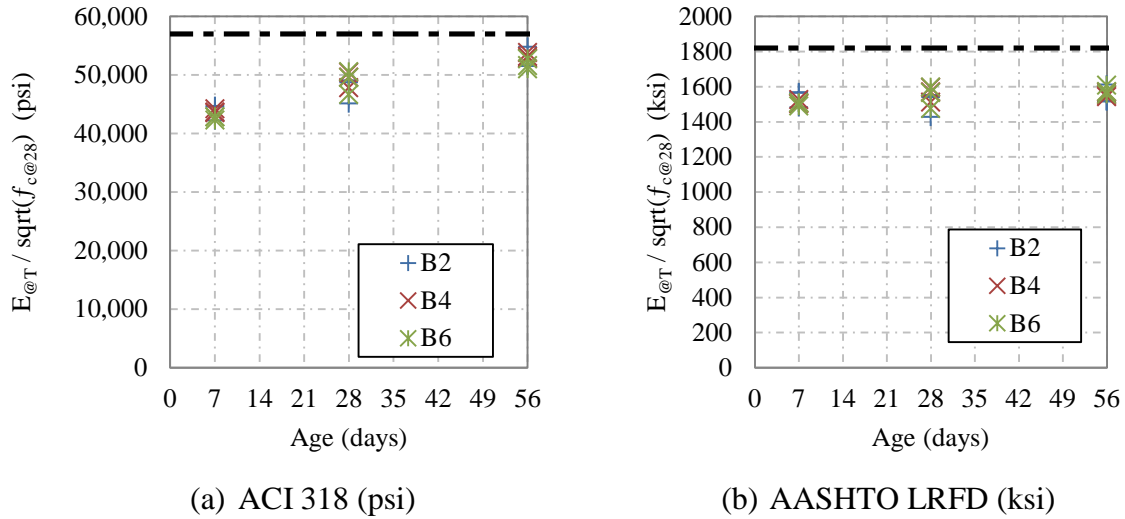 60,000
50,000
40,000
30,000
20,000
10,000
0
E@T / sqrt(fc@28) (psi)
B2
B4
B6
0 7 14 21 28 35 42 49 56
Age (days)
(a) ACI 318 (psi)
2000
1800
1600
1400
1200
1000
800
600
400
200
0
E@T / sqrt(fc@28) (ksi)
B2
B4
B6
0 7 14 21 28 35 42 49 56
Age (days)
(b) AASHTO LRFD (ksi)